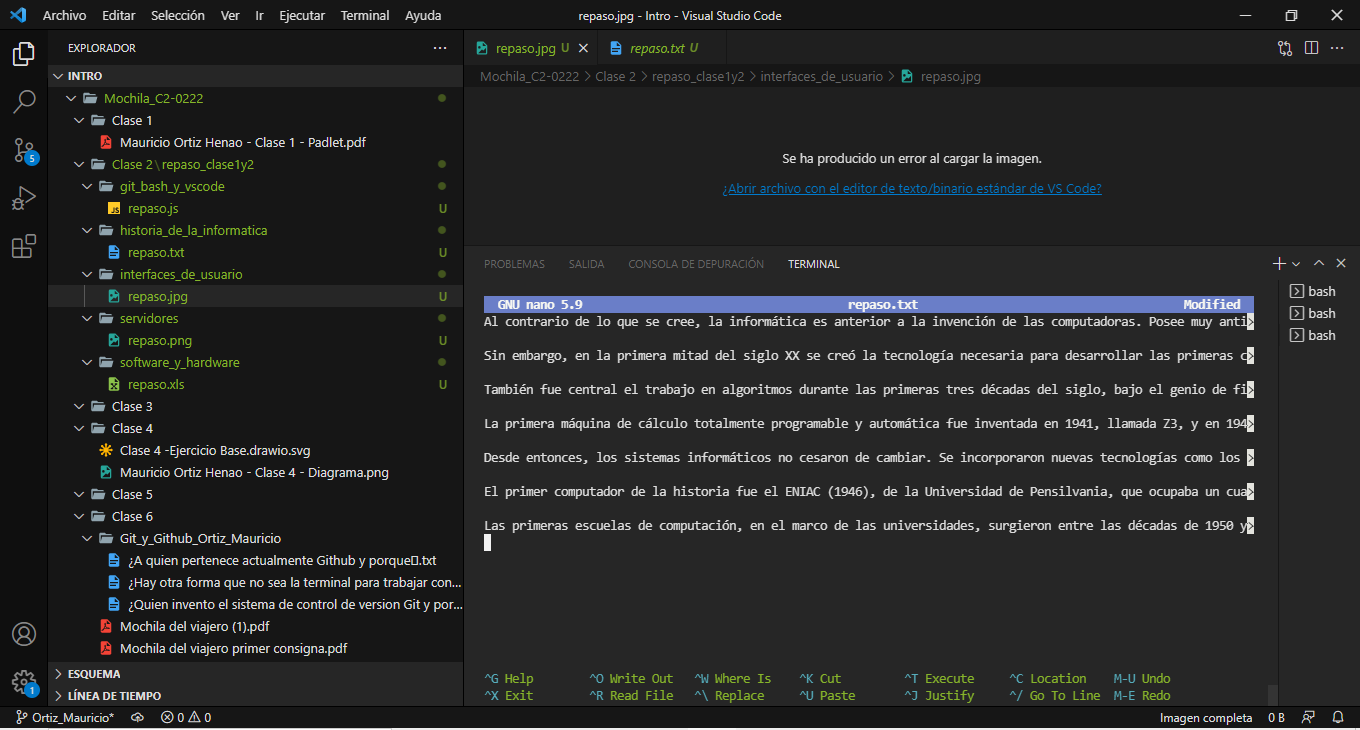 Archivo Editar Selección Ver Ir Ejecutar Terminal Ayuda
repaso.jpg - Intro - Visual Studio Code
EXPLORADOR
INTRO
Mochila_C2-0222
Clase 1
Mauricio Ortiz Henao - Clase 1 - Padlet.pdf
Clase 2 \ repaso_clase1y2
git_bash_y_vscode
repaso.js U
historia_de_la_informatica
repaso.txt U
interfaces_de_usuario
repaso.jpg U
servidores
repaso.png U
software_y_hardware
repaso.xls U
Clase 3
Clase 4
Clase 4 -Ejercicio Base.drawio.svg
Mauricio Ortiz Henao - Clase 4 - Diagrama.png
Clase 5
Clase 6
Git_y_Github_Ortiz_Mauricio
¿A quien pertenece actualmente Github y porque▯.txt
¿Hay otra forma que no sea la terminal para trabajar con...
¿Quien invento el sistema de control de version Git y por...
Mochila del viajero (1).pdf
Mochila del viajero primer consigna.pdf
ESQUEMA
LÍNEA DE TIEMPO
5
1
JS
repaso.jpg U
repaso.txt U
Mochila_C2-0222 > Clase 2 > repaso_clase1y2 > interfaces_de_usuario > repaso.jpg
Se ha producido un error al cargar la imagen.
¿Abrir archivo con el editor de texto/binario estándar de VS Code?
PROBLEMAS SALIDA CONSOLA DE DEPURACIÓN TERMINAL
bash
bash
bash
GNU nano 5.9 repaso.txt Modified
Al contrario de lo que se cree, la informática es anterior a la invención de las computadoras. Posee muy anti>
Sin embargo, en la primera mitad del siglo XX se creó la tecnología necesaria para desarrollar las primeras c>
También fue central el trabajo en algoritmos durante las primeras tres décadas del siglo, bajo el genio de fi>
La primera máquina de cálculo totalmente programable y automática fue inventada en 1941, llamada Z3, y en 194>
Desde entonces, los sistemas informáticos no cesaron de cambiar. Se incorporaron nuevas tecnologías como los >
El primer computador de la historia fue el ENIAC (1946), de la Universidad de Pensilvania, que ocupaba un cua>
Las primeras escuelas de computación, en el marco de las universidades, surgieron entre las décadas de 1950 y>
^G Help ^O Write Out ^W Where Is ^K Cut ^T Execute ^C Location M-U Undo
^X Exit ^R Read File ^\ Replace ^U Paste ^J Justify ^/ Go To Line M-E Redo
Ortiz_Mauricio* 0 0 Imagen completa 0 B